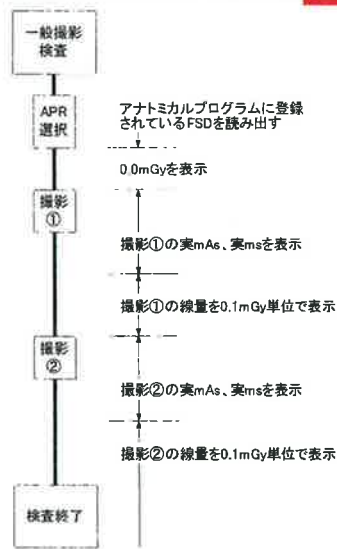 一般撮影
検査
APR
選択
アナトミカルプログラムに登録
されているFSDを読み出す
0.0mGyを表示
撮影
①
撮影①の実mAs、実msを表示
撮影①の線量を0.1mGy単位で表示
撮影
②
撮影②の実mAs、実msを表示
撮影②の線量を0.1mGy単位で表示
検査終了